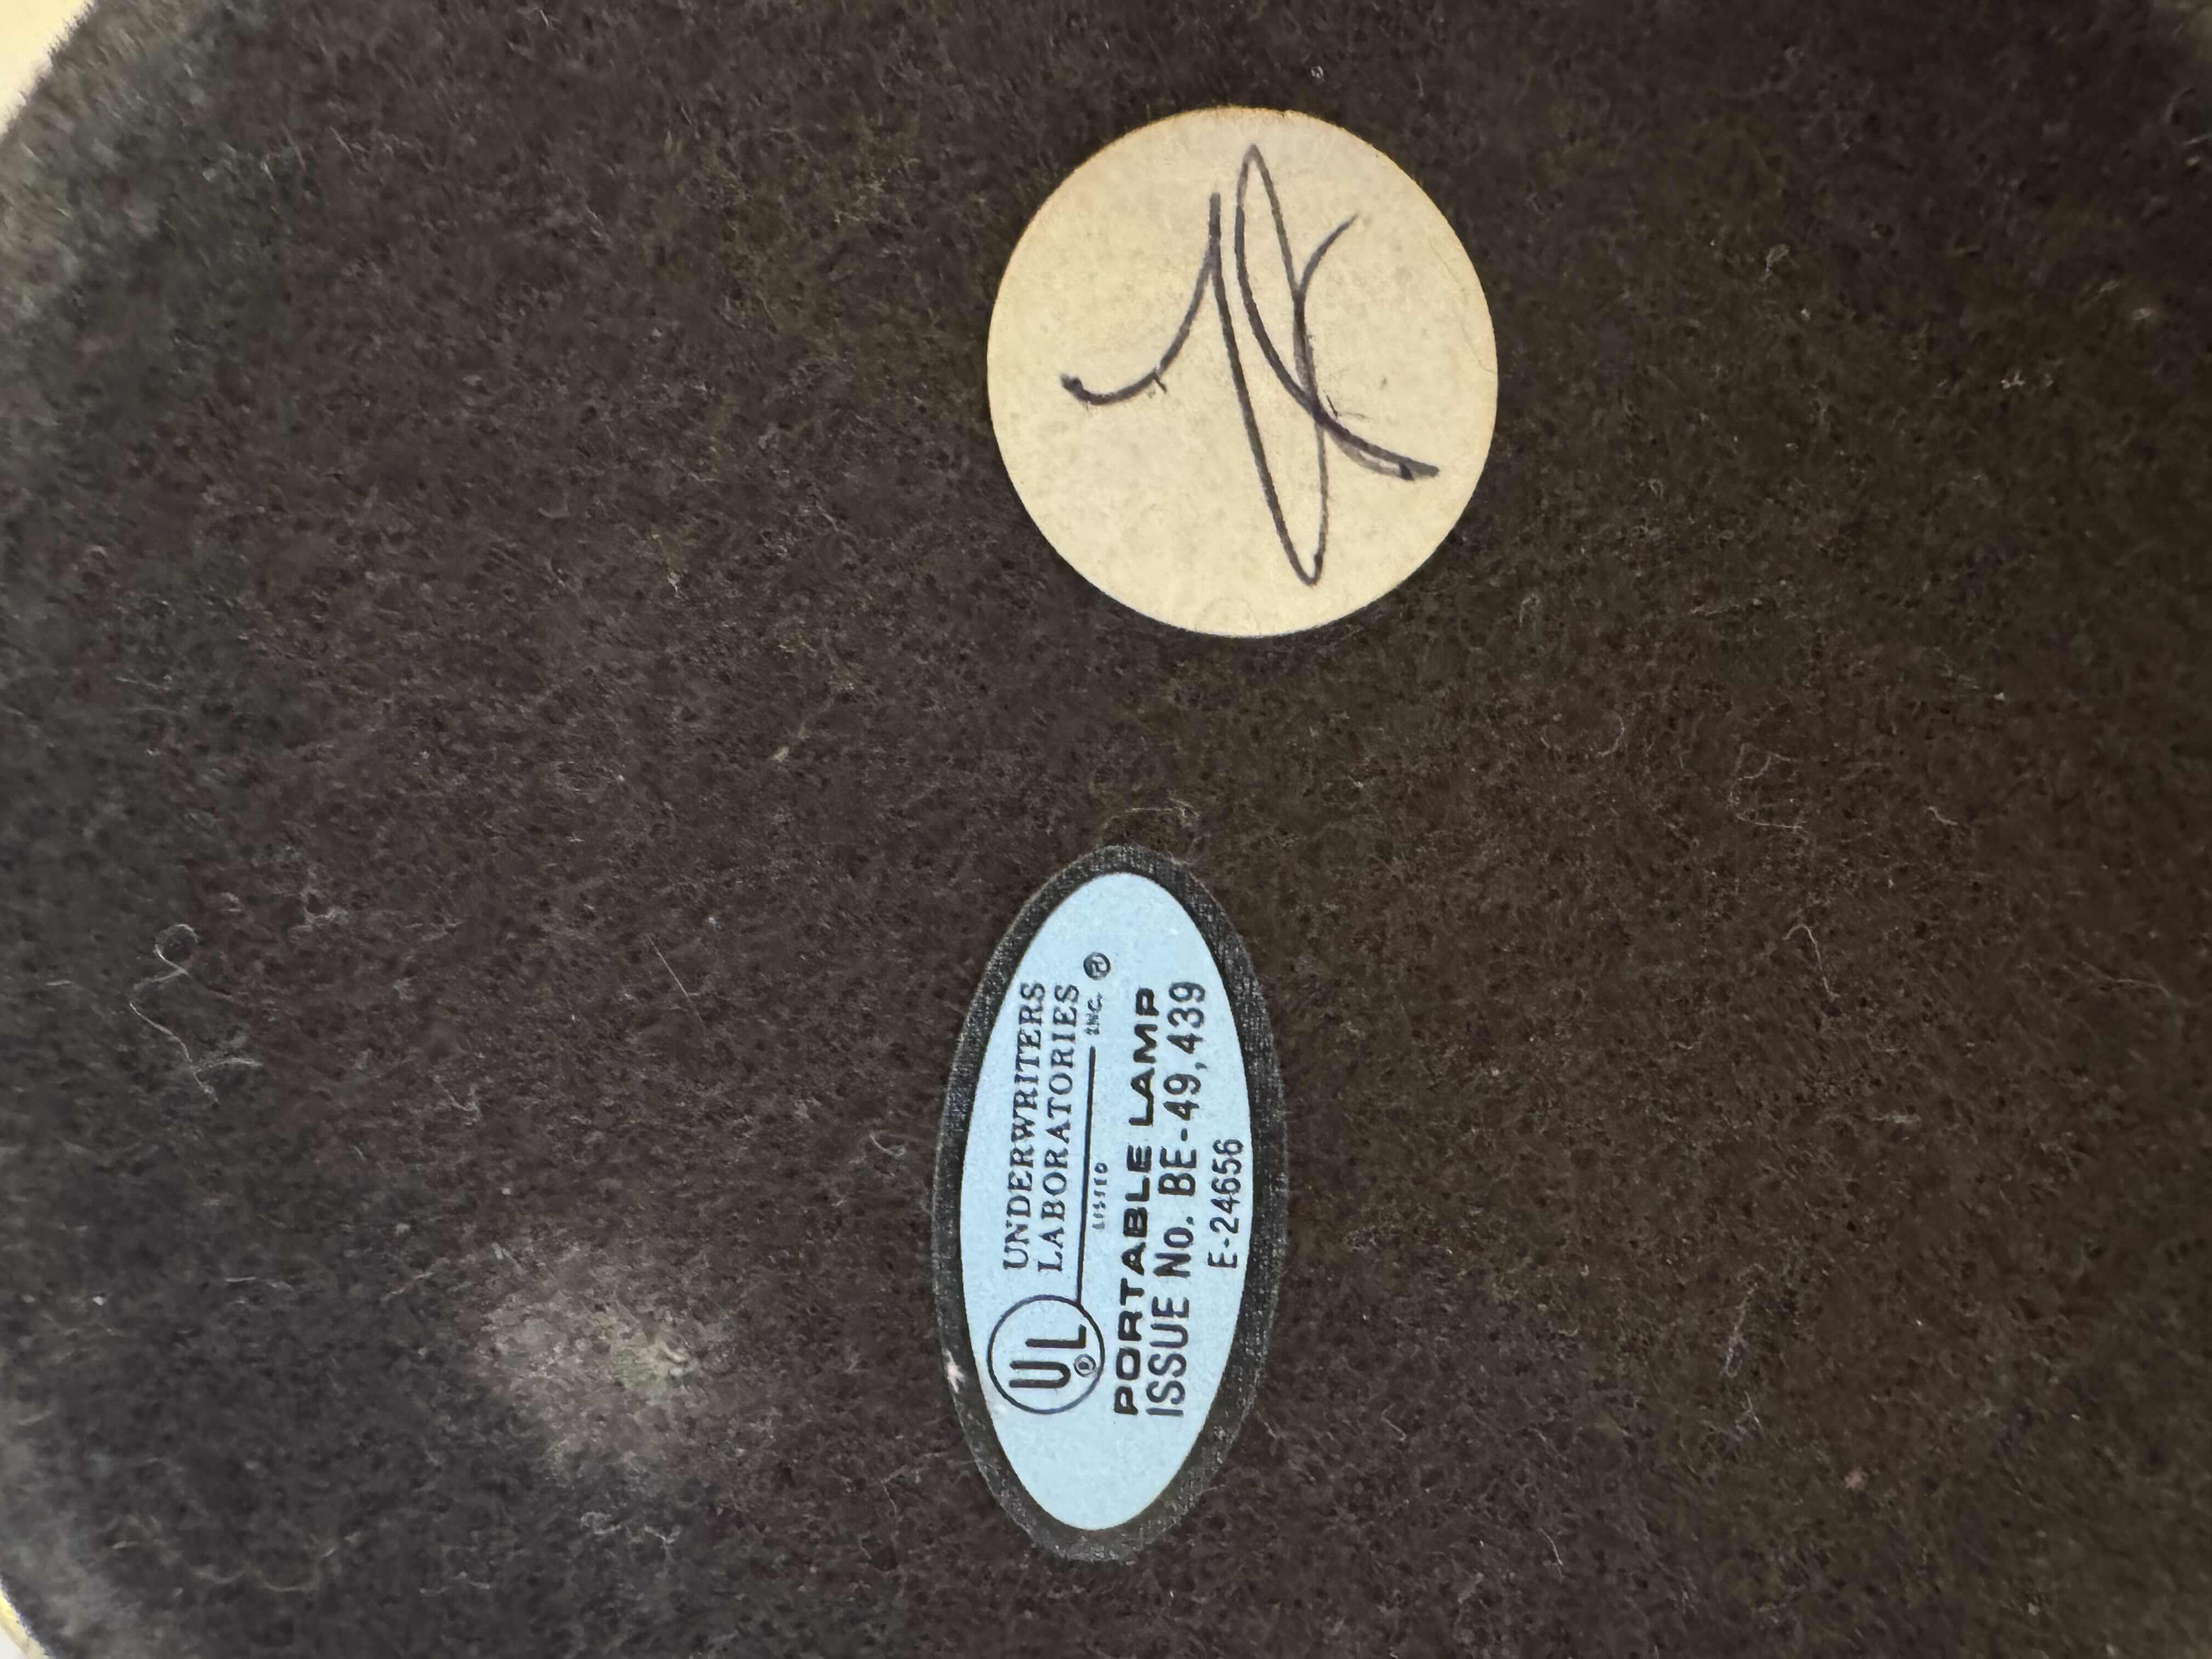 UL®
UNDERWRITERS
LABORATORIES
INC. ®
LISTED
PORTABLE LAMP
ISSUE No. BE-49,439
E-24656